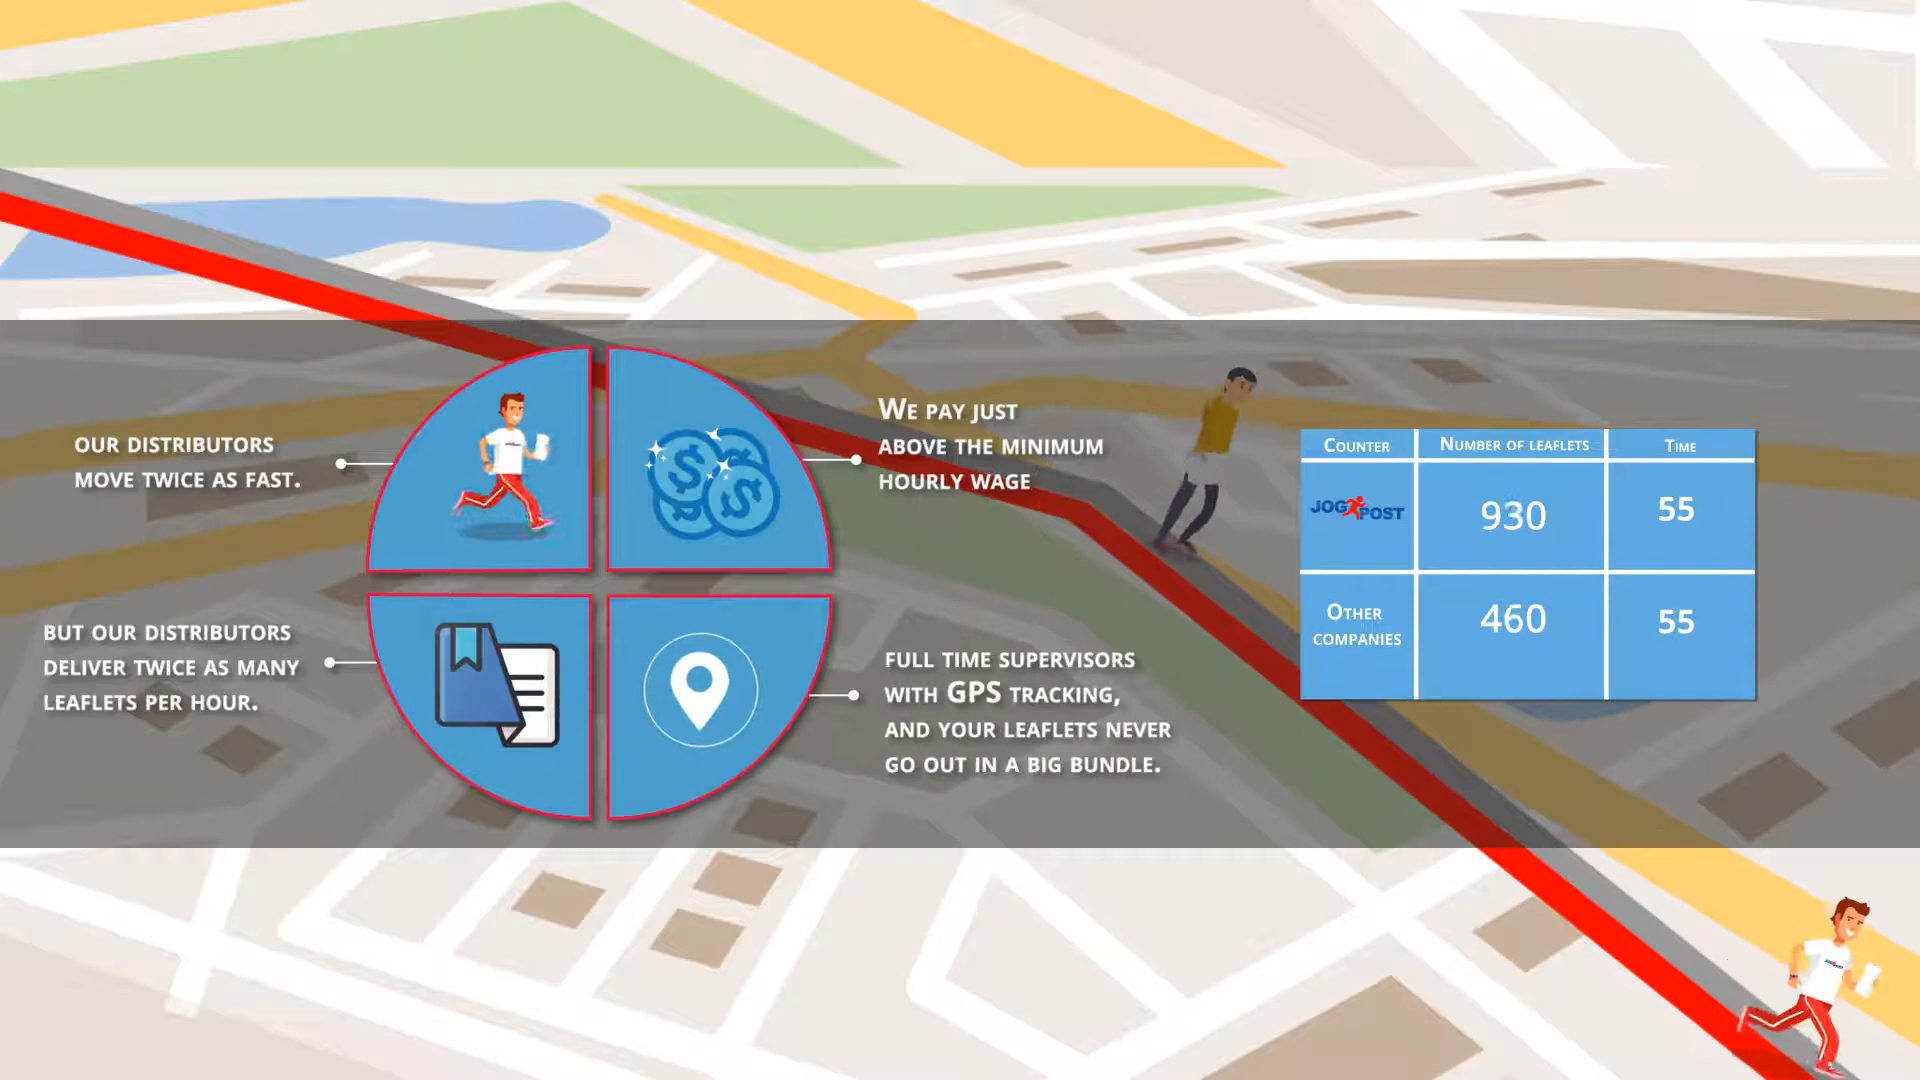 OUR DISTRIBUTORS
MOVE TWICE AS FAST.
WE PAY JUST
ABOVE THE MINIMUM
HOURLY WAGE
BUT OUR DISTRIBUTORS
DELIVER TWICE AS MANY
LEAFLETS PER HOUR.
FULL TIME SUPERVISORS
WITH GPS TRACKING,
AND YOUR LEAFLETS NEVER
GO OUT IN A BIG BUNDLE.
COUNTER NUMBER OF LEAFLETS TIME
JOG POST 930 55
OTHER
COMPANIES 460 55